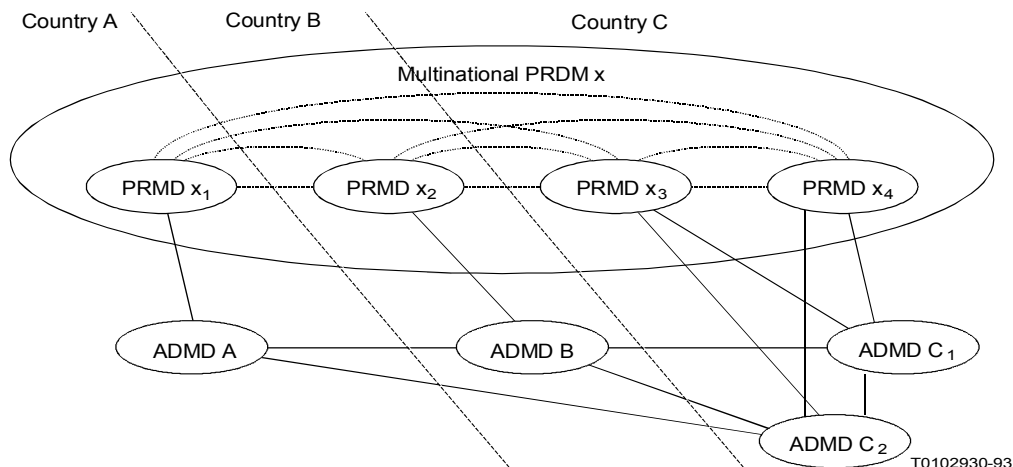 Country A
Country B
Country C
Multinational PRDM x
PRMD x1
PRMD x2
PRMD x3
PRMD x4
ADMD A
ADMD B
ADMD C1
ADMD C2
T0102930-93